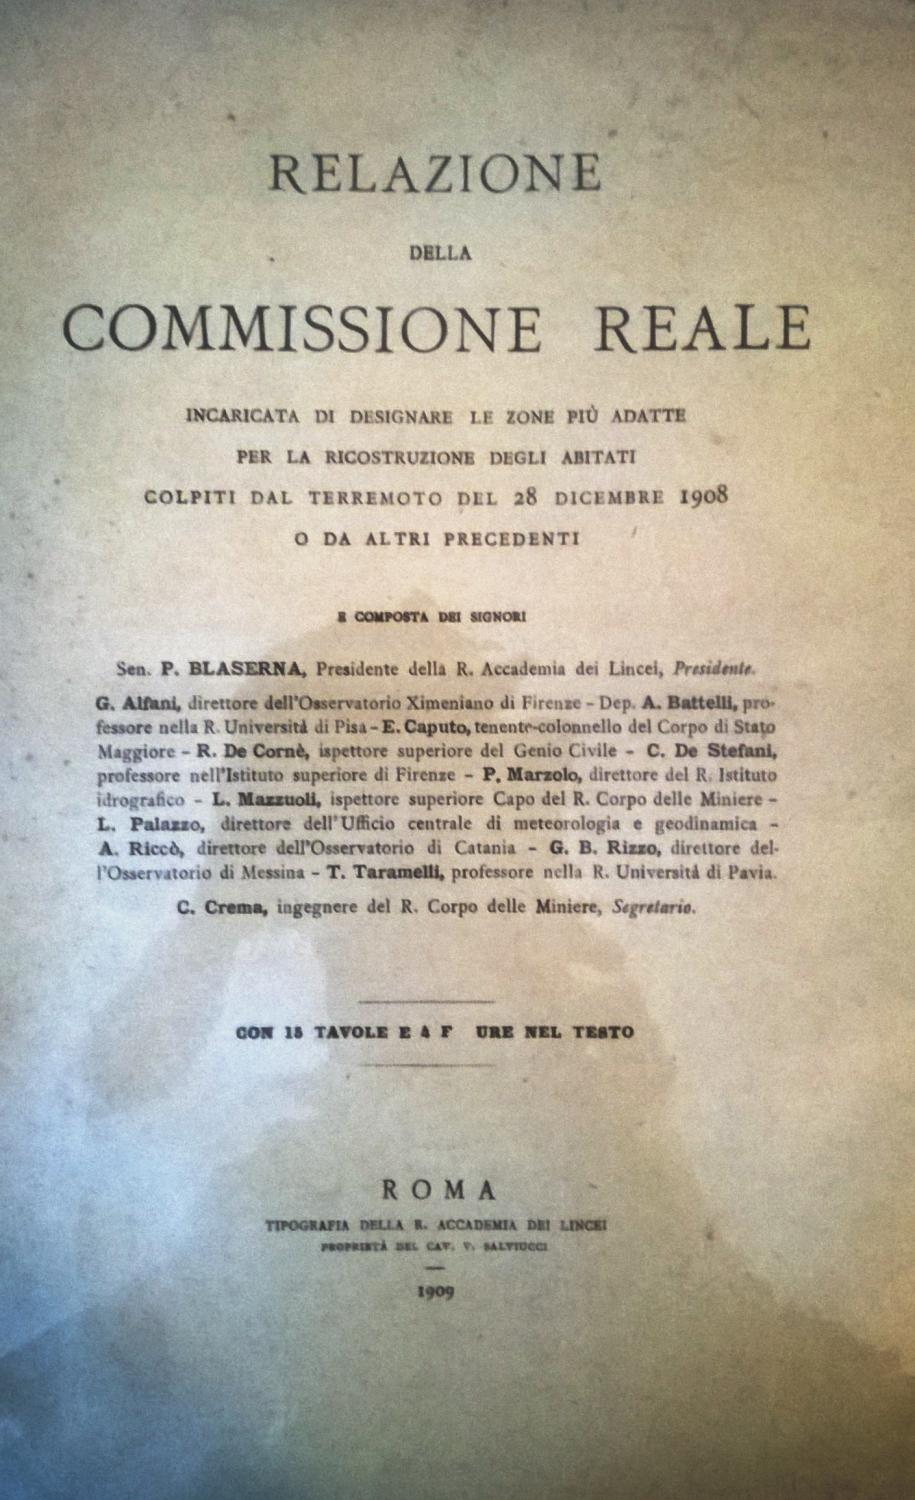 RELAZIONE
DELLA
COMMISSIONE REALE
INCARICATA DI DESIGNARE LE ZONE PIÙ ADATTE
PER LA RICOSTRUZIONE DEGLI ABITATI
COLPITI DAL TERREMOTO DEL 28 DICEMBRE 1908
O DA ALTRI PRECEDENTI
E COMPOSTA DEI SIGNORI
Sen. P. BLASERNA, Presidente della R. Accademia dei Lincei, Presidente.
G. Alfani, direttore dell'Osservatorio Ximeniano di Firenze – Dep. A. Battelli, pro-
fessore nella R. Università di Pisa – E. Caputo, tenente-colonnello del Corpo di Stato
Maggiore – R. De Cornè, ispettore superiore del Genio Civile – C. De Stefani,
professore nell'Istituto superiore di Firenze – P. Marzolo, direttore del R. Istituto
idrografico – L. Mazzuoli, ispettore superiore Capo del R. Corpo delle Miniere –
L. Palazzo, direttore dell'Ufficio centrale di meteorologia e geodinamica –
A. Riccò, direttore dell'Osservatorio di Catania – G. B. Rizzo, direttore del-
l'Osservatorio di Messina – T. Taramelli, professore nella R. Università di Pavia.
C. Crema, ingegnere del R. Corpo delle Miniere, Segretario.
CON 15 TAVOLE E 4 F URE NEL TESTO
ROMA
TIPOGRAFIA DELLA R. ACCADEMIA DEI LINCEI
PROPRIETÀ DEL CAV. V. SALVIUCCI
1909